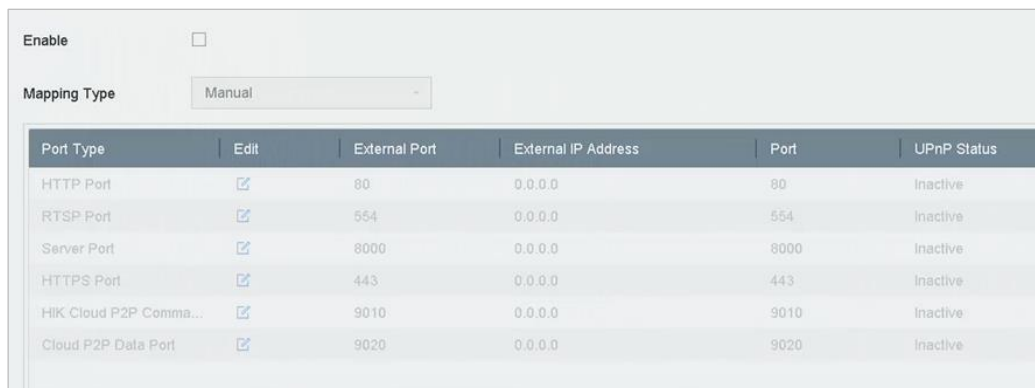 Enable
Mapping Type Manual
Port Type Edit External Port External IP Address Port UPnP Status
HTTP Port 80 0.0.0.0 80 Inactive
RTSP Port 554 0.0.0.0 554 Inactive
Server Port 8000 0.0.0.0 8000 Inactive
HTTPS Port 443 0.0.0.0 443 Inactive
HIK Cloud P2P Comma... 9010 0.0.0.0 9010 Inactive
Cloud P2P Data Port 9020 0.0.0.0 9020 Inactive